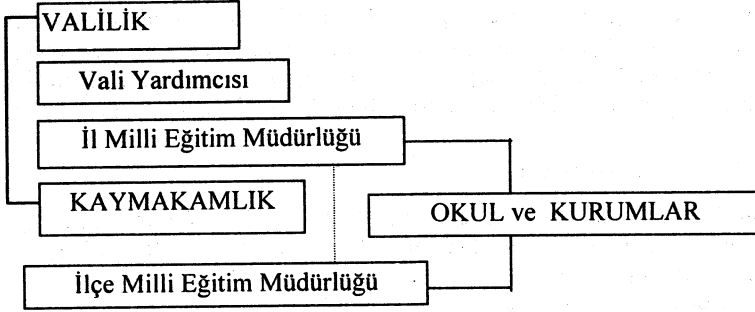 VALİLİK
Vali Yardımcısı
İl Milli Eğitim Müdürlüğü
KAYMAKAMLIK
OKUL ve KURUMLAR
İlçe Milli Eğitim Müdürlüğü